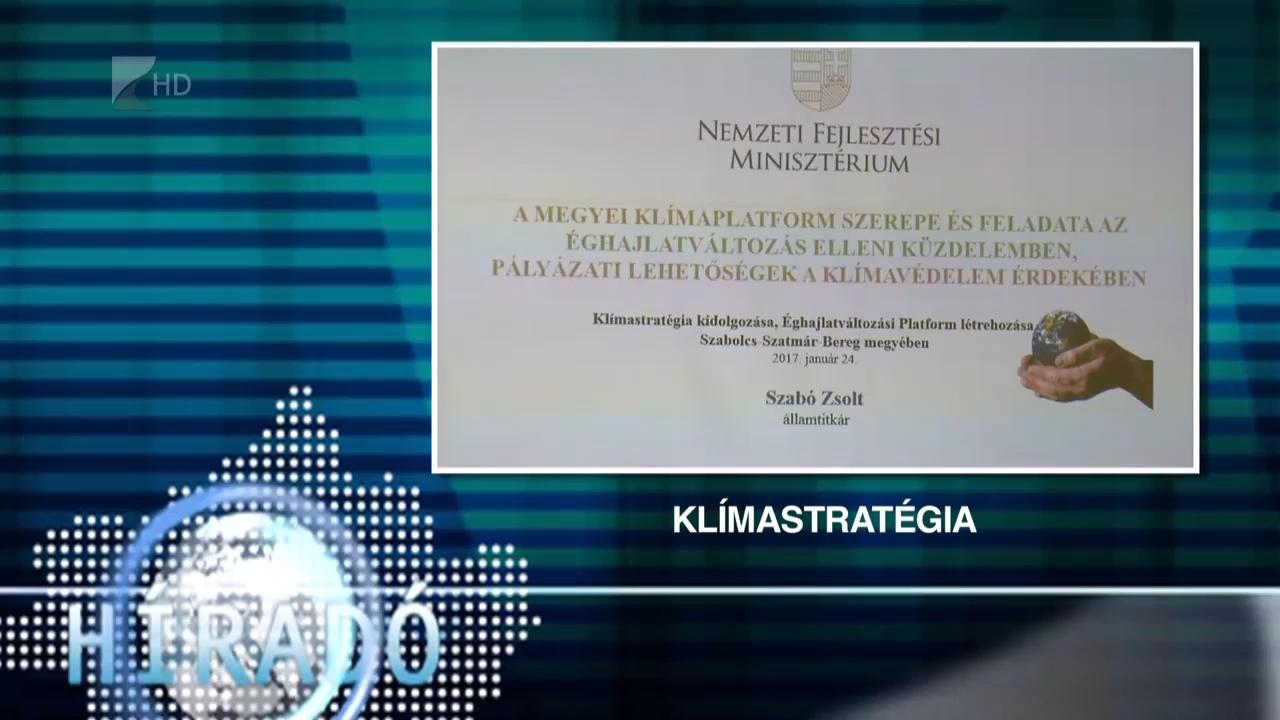 HD
NEMZETI FEJLESZTÉSI
MINISZTÉRIUM
A MEGYEI KLÍMAPLATFORM SZEREPE ÉS FELADATA AZ
ÉGHAJLATVÁLTOZÁS ELLENI KÜZDELEMBEN,
PÁLYÁZATI LEHETŐSÉGEK A KLÍMAVÉDELEM ÉRDEKÉBEN
Klímastratégia kidolgozása, Éghajlatváltozási Platform létrehozása
Szabolcs-Szatmár-Bereg megyében
2017. január 24.
Szabó Zsolt
államtitkár
KLÍMASTRATÉGIA
HÍRADÓ